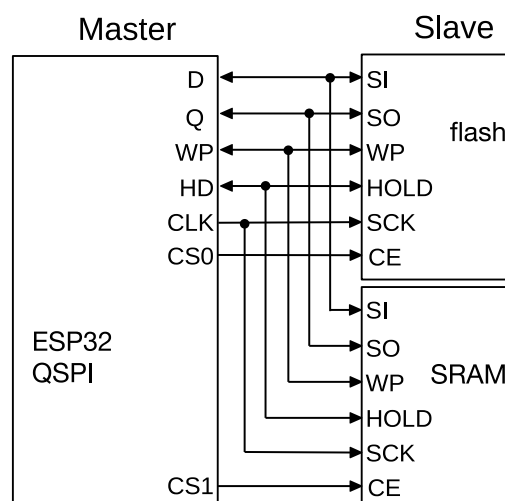 Master
Slave
D
Q
WP
HD
CLK
CS0
ESP32
QSPI
CS1
SI
SO
WP
HOLD
SCK
CE
flash
SI
SO
WP
HOLD
SCK
CE
SRAM